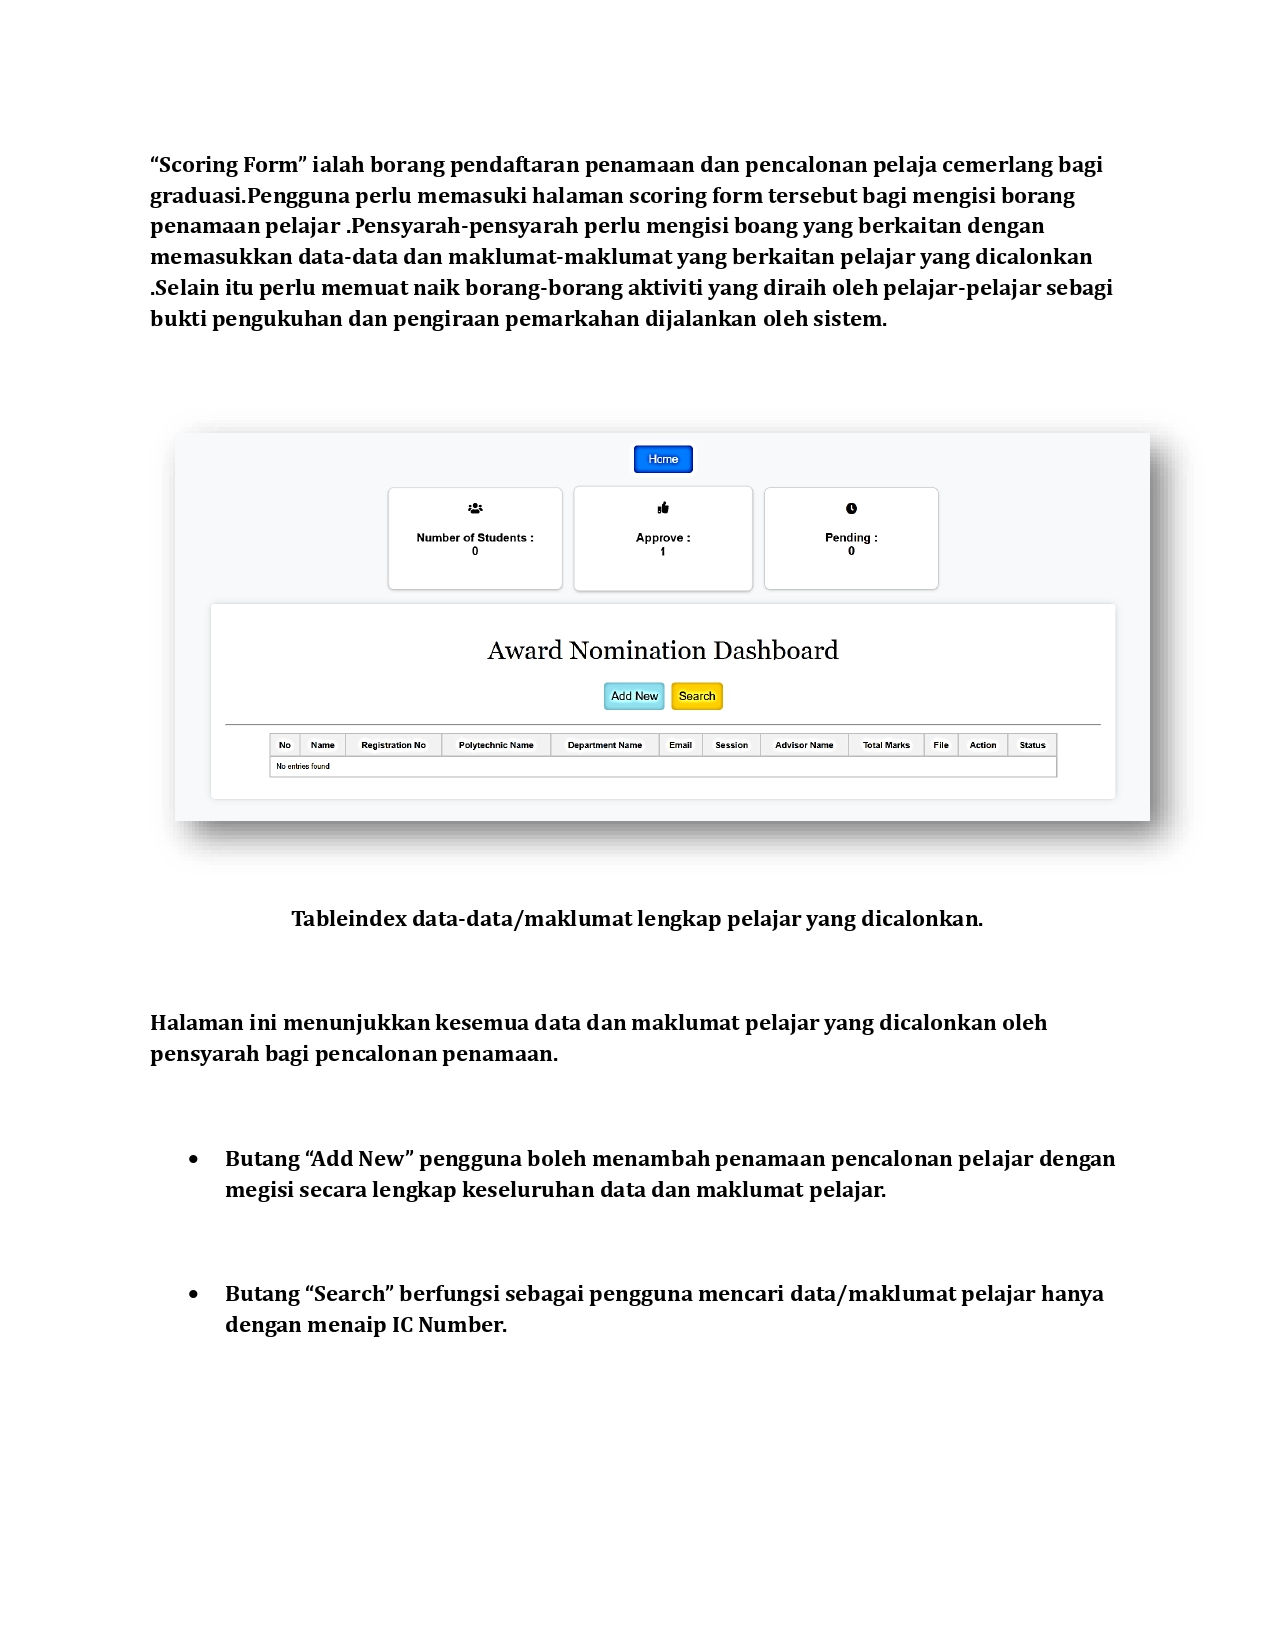 “Scoring Form” ialah borang pendaftaran penamaan dan pencalonan pelaja cemerlang bagi
graduasi.Pengguna perlu memasuki halaman scoring form tersebut bagi mengisi borang
penamaan pelajar .Pensyarah-pensyarah perlu mengisi boang yang berkaitan dengan
memasukkan data-data dan maklumat-maklumat yang berkaitan pelajar yang dicalonkan
.Selain itu perlu memuat naik borang-borang aktiviti yang diraih oleh pelajar-pelajar sebagi
bukti pengukuhan dan pengiraan pemarkahan dijalankan oleh sistem.
Home
Number of Students :
0
Approve :
1
Pending :
0
Award Nomination Dashboard
Add New Search
No Name Registration No Polytechnic Name Department Name Email Session Advisor Name Total Marks File Action Status
No entries found
Tableindex data-data/maklumat lengkap pelajar yang dicalonkan.
Halaman ini menunjukkan kesemua data dan maklumat pelajar yang dicalonkan oleh
pensyarah bagi pencalonan penamaan.
• Butang “Add New” pengguna boleh menambah penamaan pencalonan pelajar dengan
megisi secara lengkap keseluruhan data dan maklumat pelajar.
• Butang “Search” berfungsi sebagai pengguna mencari data/maklumat pelajar hanya
dengan menaip IC Number.